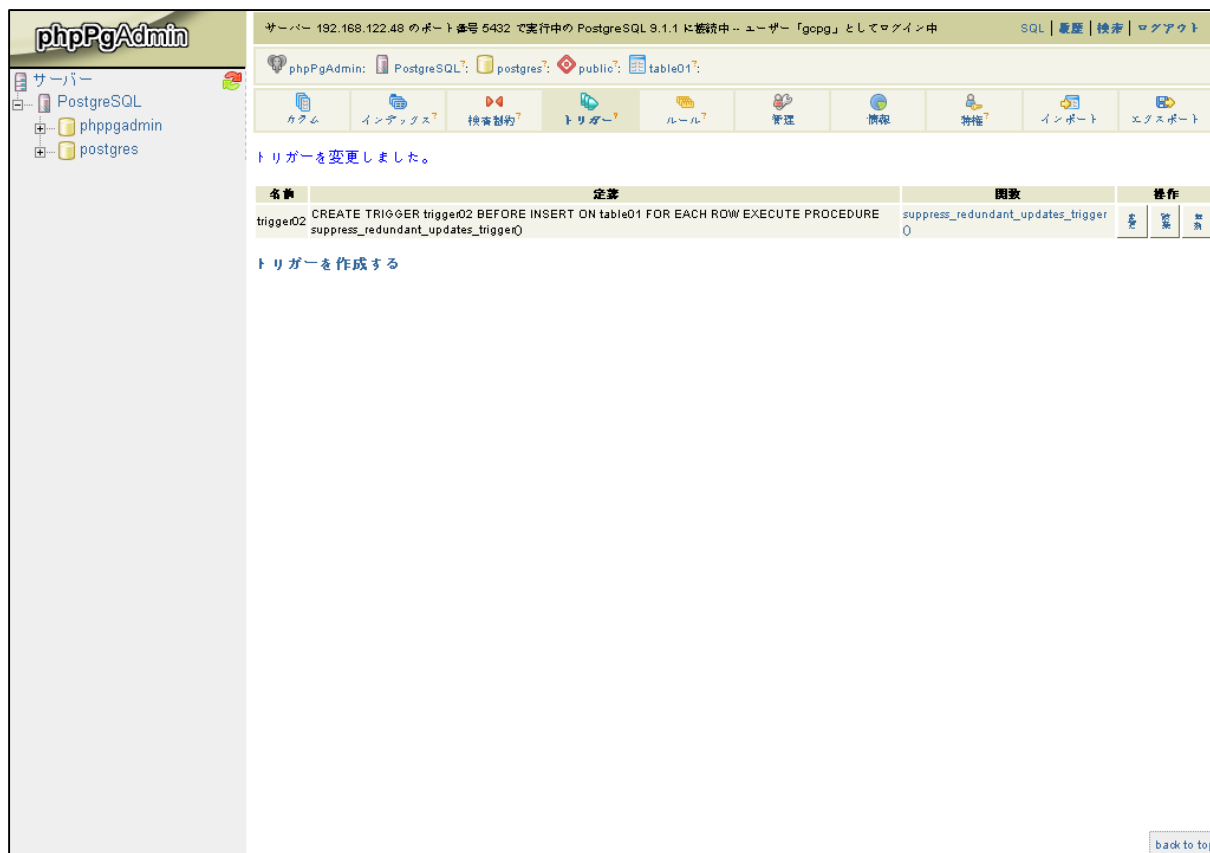 phpPgAdmin
サーバー 192.168.122.48 のポート番号 5432 で実行中の PostgreSQL 9.1.1 に接続中 -- ユーザー 「gcpg」としてログイン中
SQL | 履歴 | 検索 | ログアウト
phpPgAdmin: PostgreSQL?: postgres?: public?: table01?:
サーバー
PostgreSQL
phppgadmin
postgres
カラム インデックス? 検査制約? トリガー? ルール? 管理 情報 特権? インポート エクスポート
トリガーを変更しました。
名前 定義 関数 操作
trigger02 CREATE TRIGGER trigger02 BEFORE INSERT ON table01 FOR EACH ROW EXECUTE PROCEDURE
suppress_redundant_updates_trigger()
suppress_redundant_updates_trigger
()
トリガーを作成する
back to top